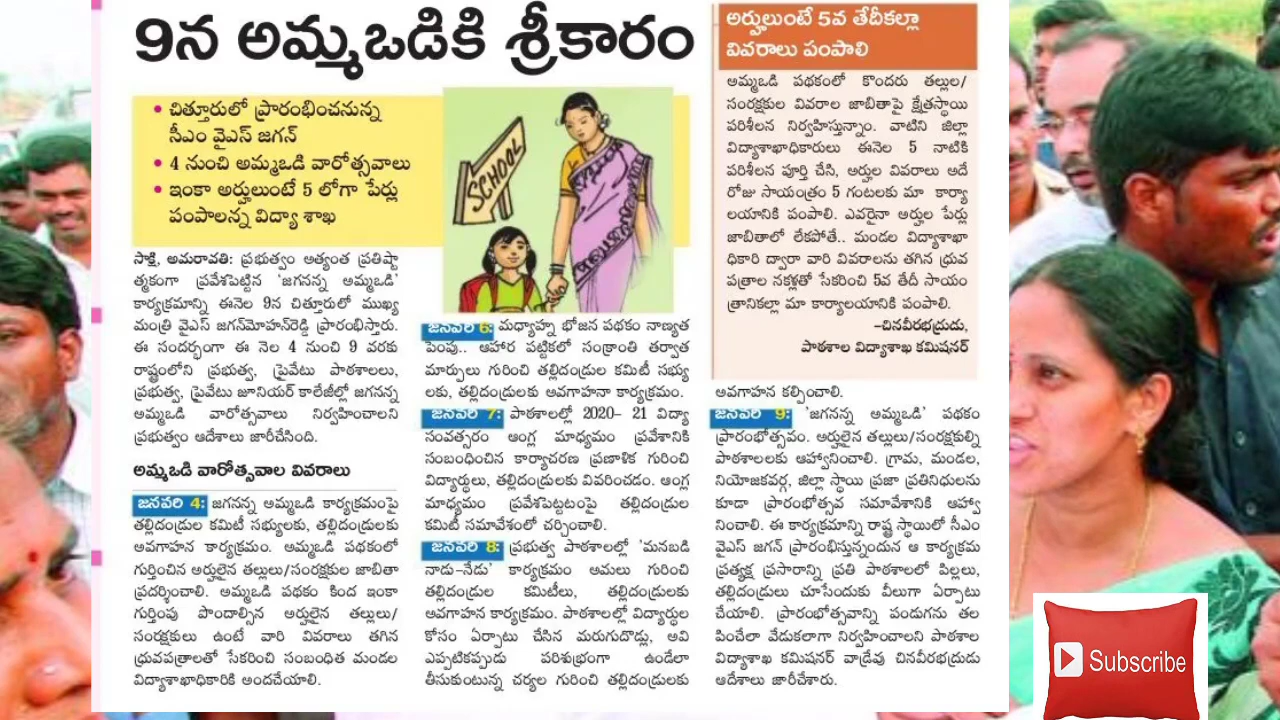 9న అమ్మఒడికి శ్రీకారం
• చిత్తూరులో ప్రారంభించనున్న
సీఎం వైఎస్ జగన్
• 4 నుంచి అమ్మఒడి వారోత్సవాలు
• ఇంకా అర్హులుంటే 5 లోగా పేర్లు
పంపాలన్న విద్యా శాఖ
SCHOOL
సాక్షి, అమరావతి: ప్రభుత్వం అత్యంత ప్రతిష్ఠా
త్మకంగా ప్రవేశపెట్టిన 'జగనన్న అమ్మఒడి'
కార్యక్రమాన్ని ఈనెల 9న చిత్తూరులో ముఖ్య
మంత్రి వైఎస్ జగన్‌మోహన్‌రెడ్డి ప్రారంభిస్తారు.
ఈ సందర్భంగా ఈ నెల 4 నుంచి 9 వరకు
రాష్ట్రంలోని ప్రభుత్వ, ప్రైవేటు పాఠశాలలు,
ప్రభుత్వ, ప్రైవేటు జూనియర్ కాలేజీల్లో జగనన్న
అమ్మఒడి వారోత్సవాలు నిర్వహించాలని
ప్రభుత్వం ఆదేశాలు జారీచేసింది.
అమ్మఒడి వారోత్సవాల వివరాలు
జనవరి 4: జగనన్న అమ్మఒడి కార్యక్రమంపై
తల్లిదండ్రుల కమిటీ సభ్యులకు, తల్లిదండ్రులకు
అవగాహన కార్యక్రమం. అమ్మఒడి పథకంలో
గుర్తించిన అర్హులైన తల్లులు/సంరక్షకుల జాబితా
ప్రదర్శించాలి. అమ్మఒడి పథకం కింద ఇంకా
గుర్తింపు పొందాల్సిన అర్హులైన తల్లులు/
సంరక్షకులు ఉంటే వారి వివరాలు తగిన
ధ్రువపత్రాలతో సేకరించి సంబంధిత మండల
విద్యాశాఖాధికారికి అందచేయాలి.
జనవరి 6: మధ్యాహ్న భోజన పథకం నాణ్యత
పెంపు.. ఆహార పట్టికలో సంక్రాంతి తర్వాత
మార్పులు గురించి తల్లిదండ్రుల కమిటీ సభ్యు
లకు, తల్లిదండ్రులకు అవగాహనా కార్యక్రమం.
జనవరి 7: పాఠశాలల్లో 2020– 21 విద్యా
సంవత్సరం ఆంగ్ల మాధ్యమం ప్రవేశానికి
సంబంధించిన కార్యాచరణ ప్రణాళిక గురించి
విద్యార్థులు, తల్లిదండ్రులకు వివరించడం. ఆంగ్ల
మాధ్యమం ప్రవేశపెట్టటంపై తల్లిదండ్రుల
కమిటీ సమావేశంలో చర్చించాలి.
జనవరి 8: ప్రభుత్వ పాఠశాలల్లో 'మనబడి
నాడు–నేడు' కార్యక్రమం అమలు గురించి
తల్లిదండ్రుల కమిటీలు, తల్లిదండ్రులకు
అవగాహన కార్యక్రమం. పాఠశాలల్లో విద్యార్థుల
కోసం ఏర్పాటు చేసిన మరుగుదొడ్లు, అవి
ఎప్పటికప్పుడు పరిశుభ్రంగా ఉండేలా
తీసుకుంటున్న చర్యల గురించి తల్లిదండ్రులకు
అర్హులుంటే 5వ తేదీకల్లా
వివరాలు పంపాలి
అమ్మఒడి పథకంలో కొందరు తల్లుల/
సంరక్షకుల వివరాల జాబితాపై క్షేత్రస్థాయి
పరిశీలన నిర్వహిస్తున్నాం. వాటిని జిల్లా
విద్యాశాఖాధికారులు ఈనెల 5 నాటికి
పరిశీలన పూర్తి చేసి, అర్హుల వివరాలు అదే
రోజు సాయంత్రం 5 గంటలకు మా కార్యా
లయానికి పంపాలి. ఎవరైనా అర్హుల పేర్లు
జాబితాలో లేకపోతే.. మండల విద్యాశాఖా
ధికారి ద్వారా వారి వివరాలను తగిన ధ్రువ
పత్రాల నకళ్లతో సేకరించి 5వ తేదీ సాయం
త్రానికల్లా మా కార్యాలయానికి పంపాలి.
–చినవీరభద్రుడు,
పాఠశాల విద్యాశాఖ కమిషనర్
అవగాహన కల్పించాలి.
జనవరి 9: 'జగనన్న అమ్మఒడి' పథకం
ప్రారంభోత్సవం. అర్హులైన తల్లులు/సంరక్షకుల్ని
పాఠశాలలకు ఆహ్వానించాలి. గ్రామ, మండల,
నియోజకవర్గ, జిల్లా స్థాయి ప్రజా ప్రతినిధులను
కూడా ప్రారంభోత్సవ సమావేశానికి ఆహ్వా
నించాలి. ఈ కార్యక్రమాన్ని రాష్ట్ర స్థాయిలో సీఎం
వైఎస్ జగన్ ప్రారంభిస్తున్నందున ఆ కార్యక్రమ
ప్రత్యక్ష ప్రసారాన్ని ప్రతి పాఠశాలలో పిల్లలు,
తల్లిదండ్రులు చూసేందుకు వీలుగా ఏర్పాటు
చేయాలి. ప్రారంభోత్సవాన్ని పండుగను తల
పించేలా వేడుకలాగా నిర్వహించాలని పాఠశాల
విద్యాశాఖ కమిషనర్ వాడ్రేవు చినవీరభద్రుడు
ఆదేశాలు జారీచేశారు.
Subscribe